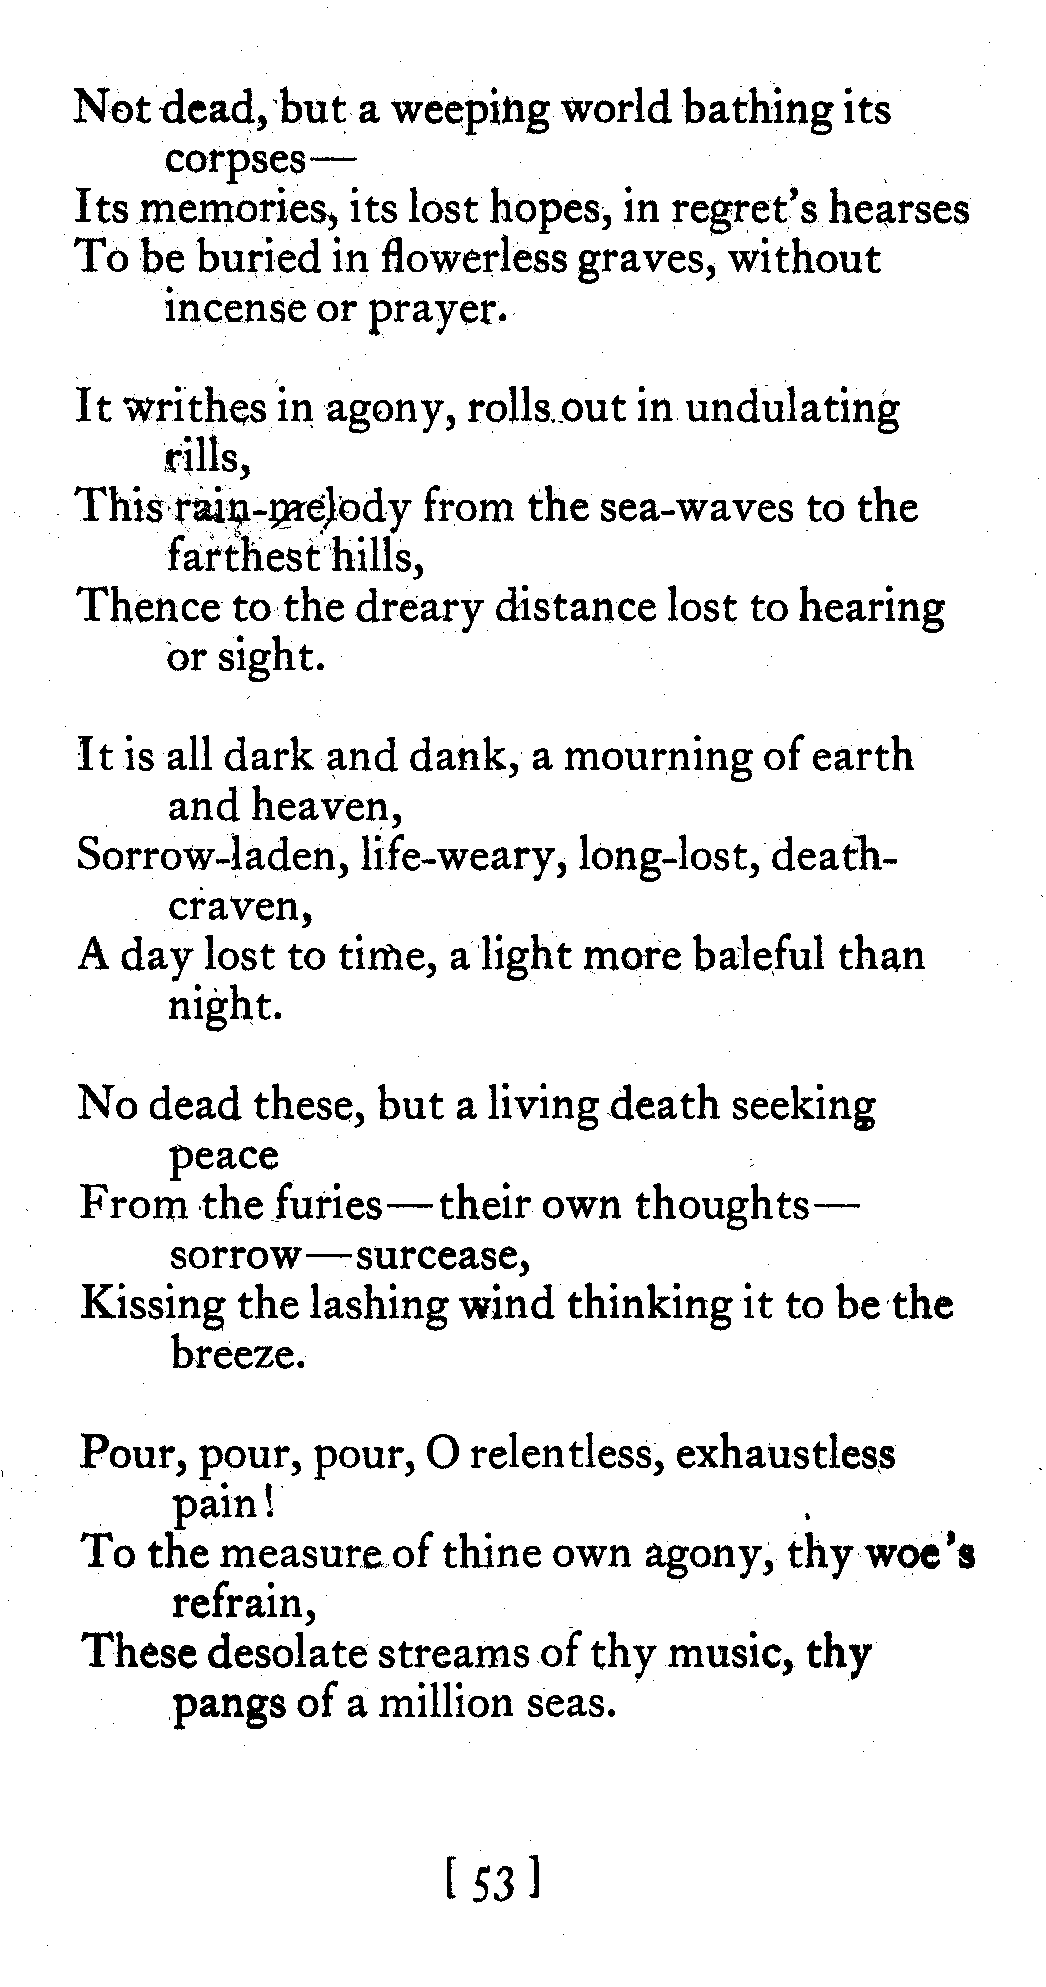 Not dead, but a weeping world bathing its
corpses—
Its memories, its lost hopes, in regret's hearses
To be buried in flowerless graves, without
incense or prayer.
It writhes in agony, rolls out in undulating
rills,
This rain-melody from the sea-waves to the
farthest hills,
Thence to the dreary distance lost to hearing
or sight.
It is all dark and dank, a mourning of earth
and heaven,
Sorrow-laden, life-weary, long-lost, death-
craven,
A day lost to time, a light more baleful than
night.
No dead these, but a living death seeking
peace
From the furies—their own thoughts—
sorrow—surcease,
Kissing the lashing wind thinking it to be the
breeze.
Pour, pour, pour, O relentless, exhaustless
pain!
To the measure of thine own agony, thy woe's
refrain,
These desolate streams of thy music, thy
pangs of a million seas.
[ 53 ]